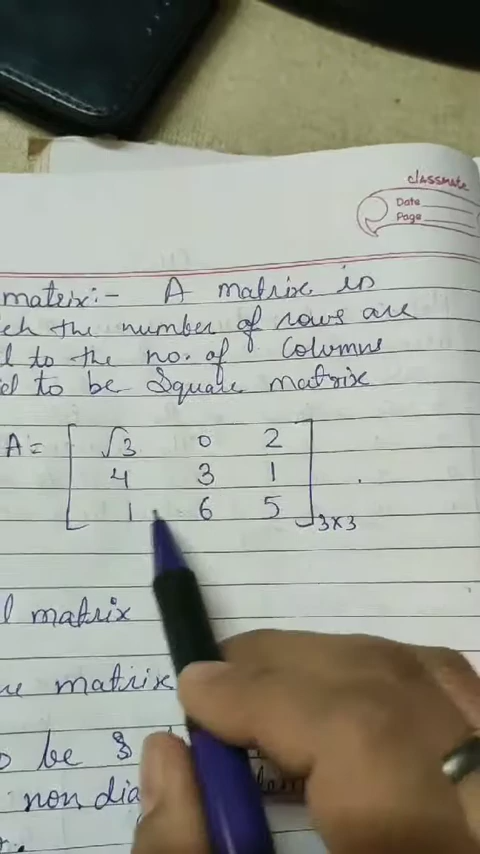 classmate
Date
Page
matrix:- A matrix in
the number of rows are
to the no. of columns
to be Square matrix
A = [ √3 0 2
4 3 1
1 6 5 ] 3×3
matrix
matrix
be
non dia